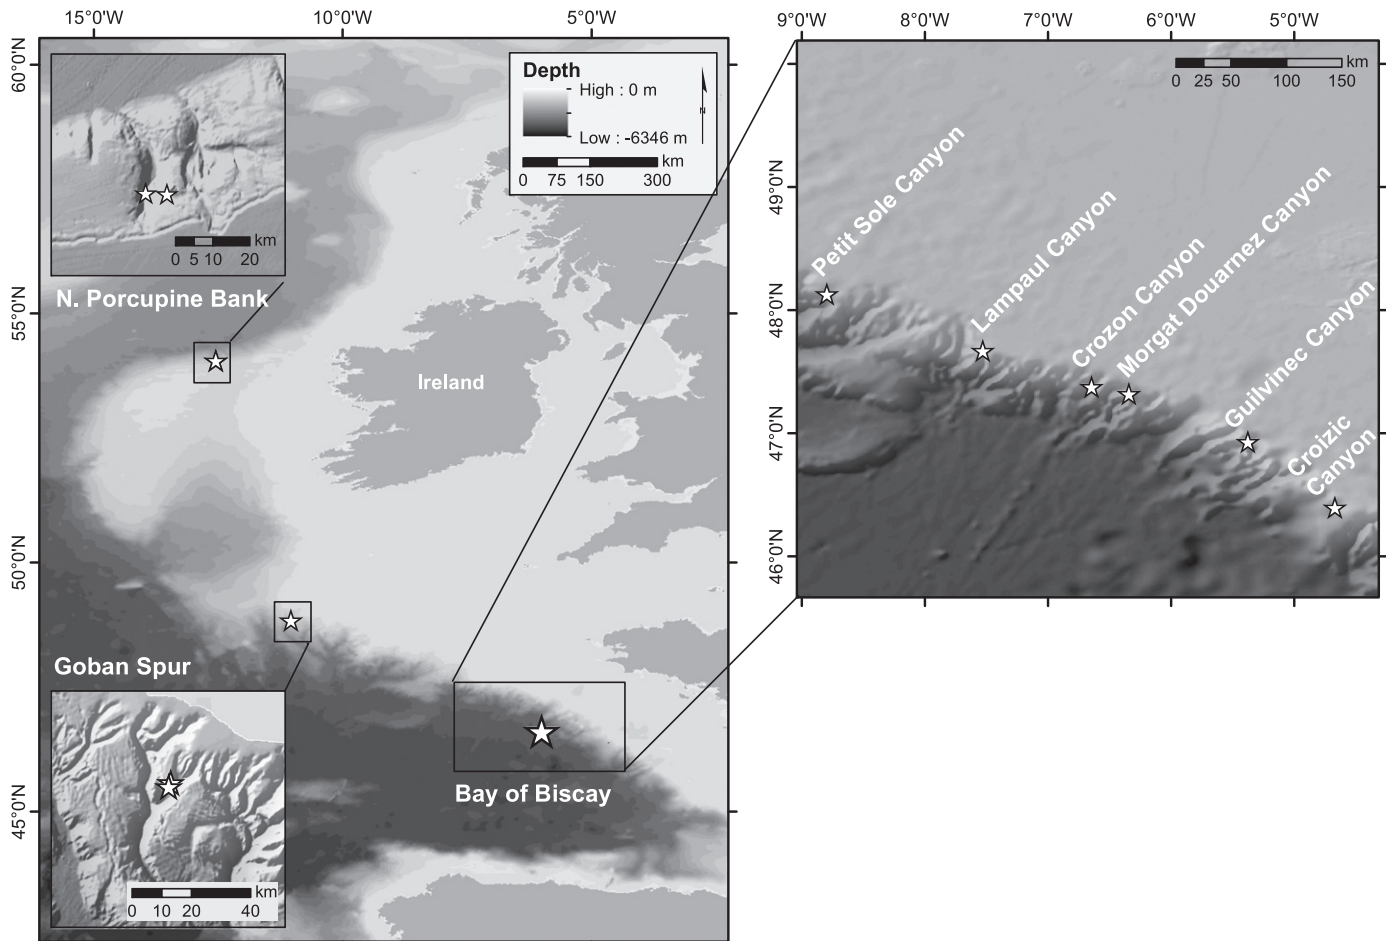 15°0'W 10°0'W 5°0'W
60°0'N
55°0'N
50°0'N
45°0'N
km
0 5 10 20
N. Porcupine Bank
Depth
High : 0 m
Low : -6346 m
N
km
0 75 150 300
Ireland
Goban Spur
km
0 10 20 40
Bay of Biscay
9°0'W 8°0'W 7°0'W 6°0'W 5°0'W
49°0'N
48°0'N
47°0'N
46°0'N
km
0 25 50 100 150
Petit Sole Canyon
Lampaul Canyon
Crozon Canyon
Morgat Douarnez Canyon
Guilvinec Canyon
Croizic
Canyon